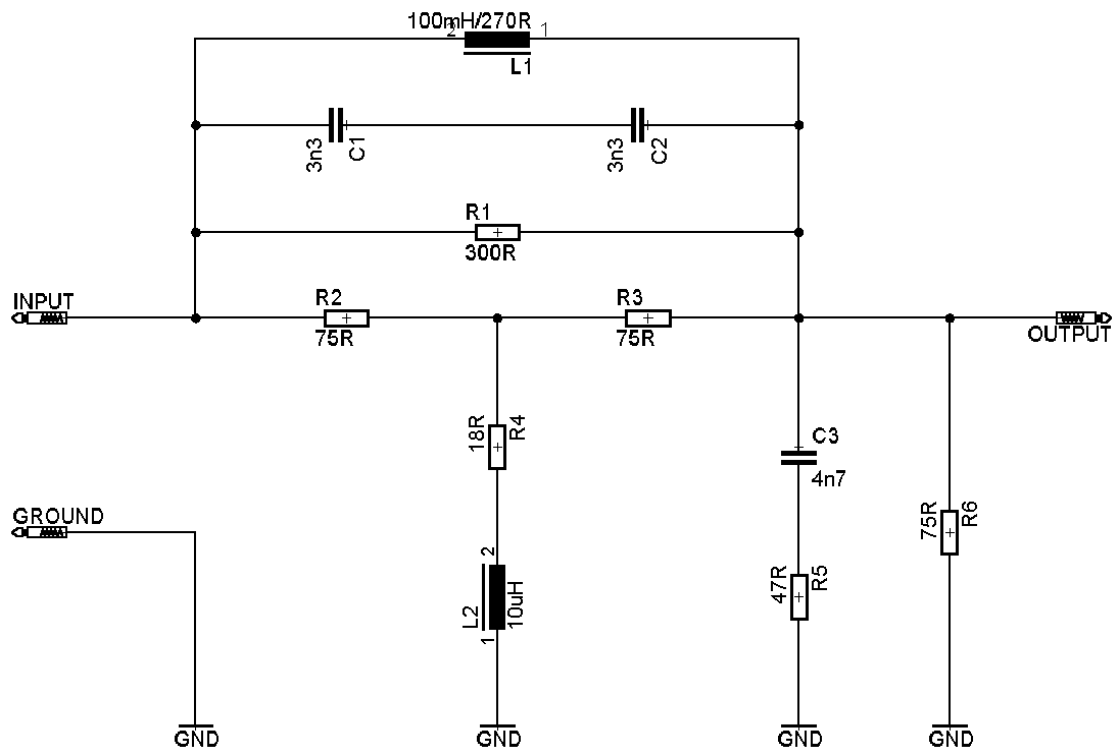 100mH/270R
2 1
L1
3n3 C1
3n3 C2
R1
300R
INPUT
R2
75R
R3
75R
OUTPUT
18R R4
C3
4n7
GROUND
75R R6
2
L2 10uH
1
47R R5
GND
GND
GND
GND